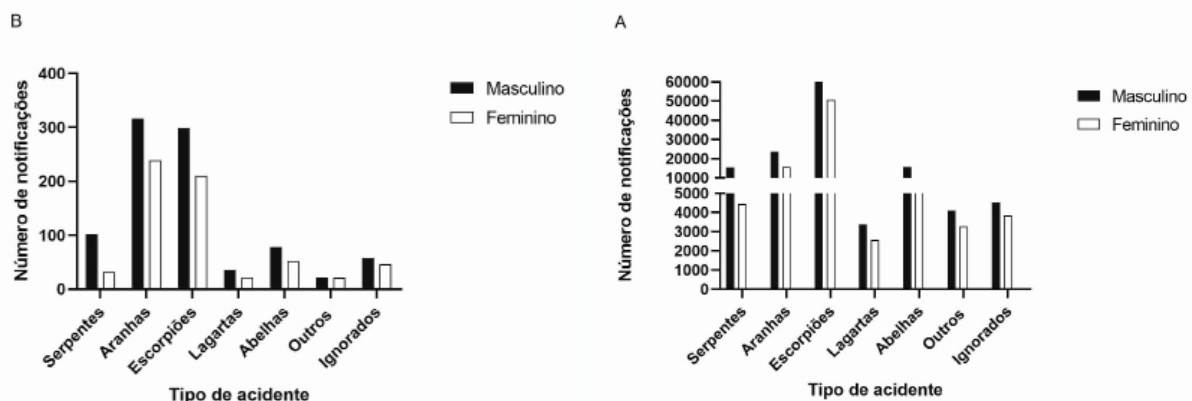 B
400
300
200
100
0
Número de notificações
Serpentes
Aranhas
Escorpiões
Lagartas
Abelhas
Outros
Ignorados
Tipo de acidente
Masculino
Feminino
A
60000
50000
40000
30000
20000
10000
5000
4000
3000
2000
1000
0
Número de notificações
Serpentes
Aranhas
Escorpiões
Lagartas
Abelhas
Outros
Ignorados
Tipo de acidente
Masculino
Feminino